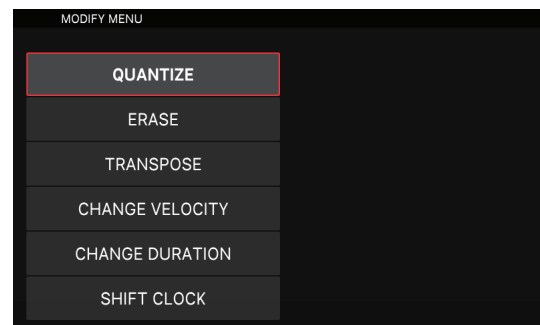 MODIFY MENU
QUANTIZE
ERASE
TRANSPOSE
CHANGE VELOCITY
CHANGE DURATION
SHIFT CLOCK